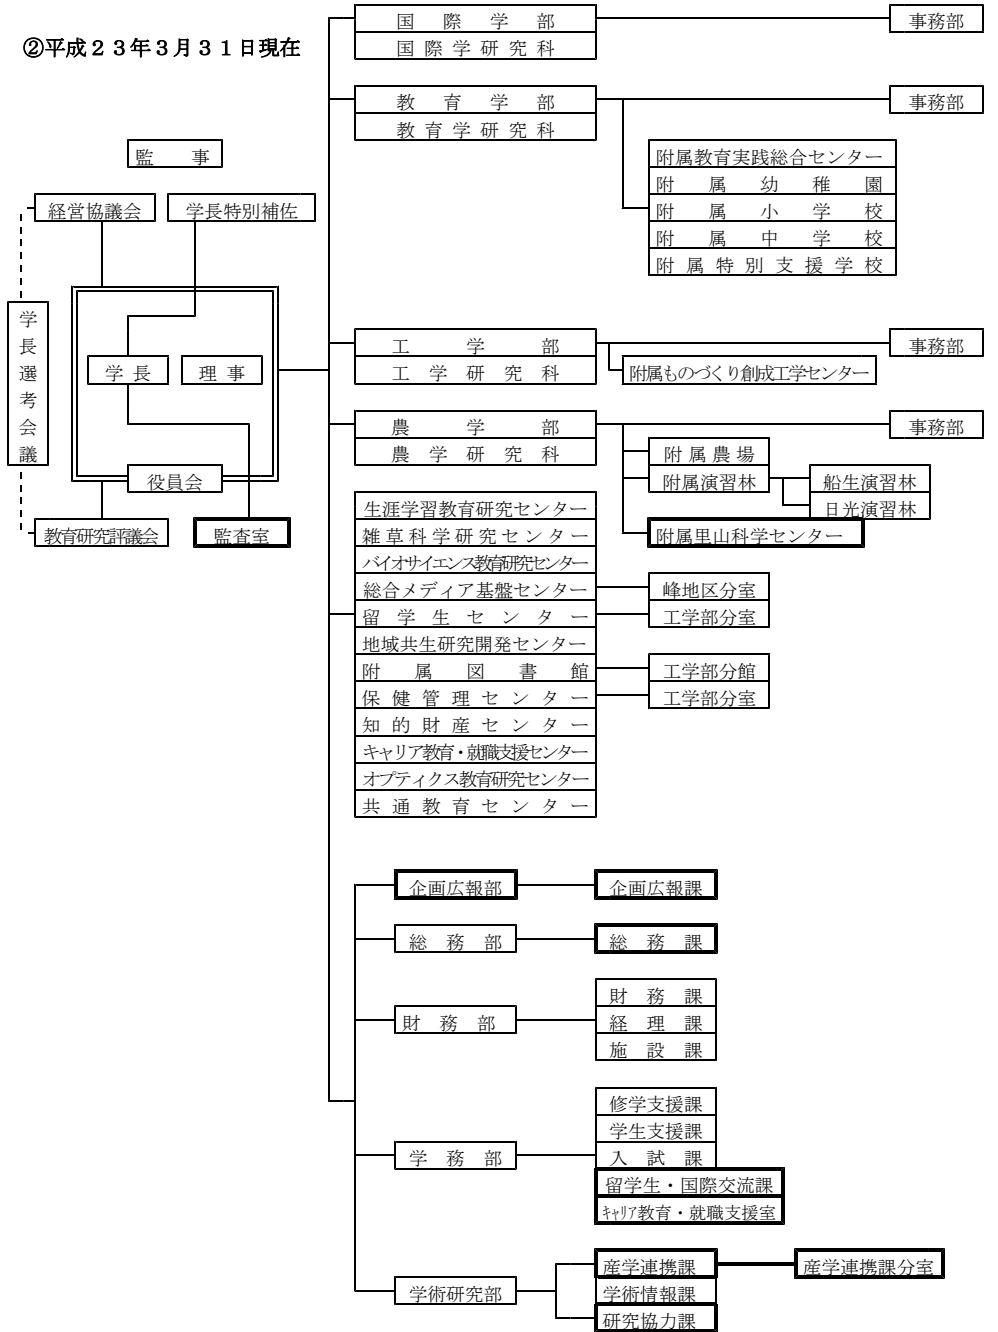 ②平成２３年３月３１日現在
監　事
経営協議会
学長特別補佐
学長選考会議
学長
理事
役員会
教育研究評議会
監査室
国際学部
事務部
国際学研究科
教育学部
事務部
教育学研究科
附属教育実践総合センター
附属幼稚園
附属小学校
附属中学校
附属特別支援学校
工学部
事務部
工学研究科
附属ものづくり創成工学センター
農学部
事務部
農学研究科
附属農場
附属演習林
船生演習林
日光演習林
附属里山科学センター
生涯学習教育研究センター
雑草科学研究センター
バイオサイエンス教育研究センター
総合メディア基盤センター
峰地区分室
留学生センター
工学部分室
地域共生研究開発センター
附属図書館
工学部分館
保健管理センター
工学部分室
知的財産センター
キャリア教育・就職支援センター
オプティクス教育研究センター
共通教育センター
企画広報部
企画広報課
総務部
総務課
財務部
財務課
経理課
施設課
学務部
修学支援課
学生支援課
入試課
留学生・国際交流課
ｷｬﾘｱ教育・就職支援室
学術研究部
産学連携課
産学連携課分室
学術情報課
研究協力課